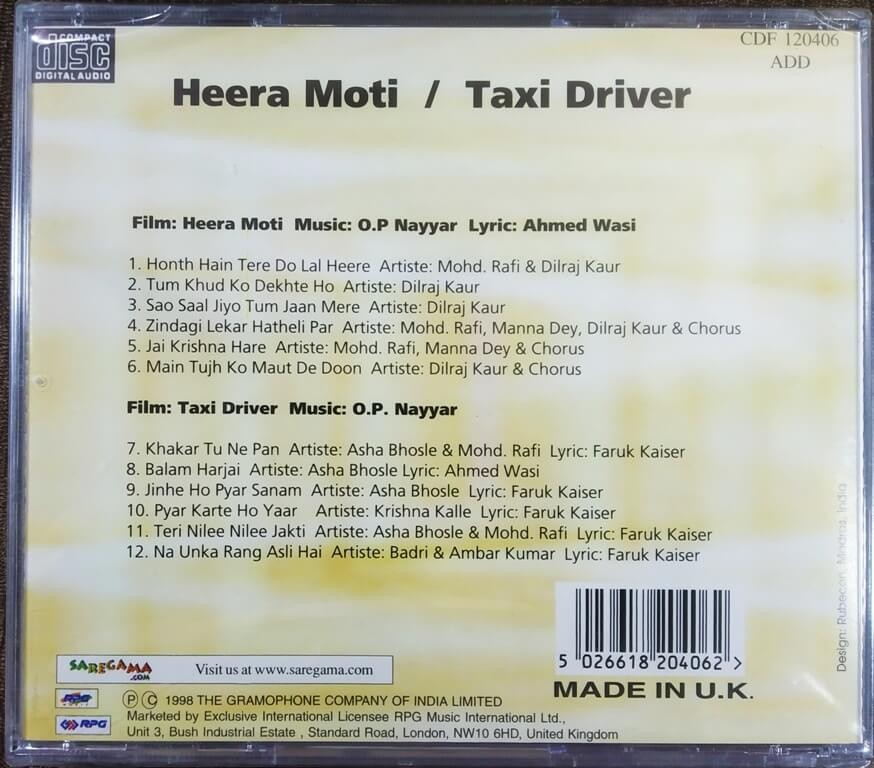 COMPACT
disc
DIGITAL AUDIO
CDF 120406
ADD
Heera Moti / Taxi Driver
Film: Heera Moti Music: O.P Nayyar Lyric: Ahmed Wasi
1. Honth Hain Tere Do Lal Heere Artiste: Mohd. Rafi & Dilraj Kaur
2. Tum Khud Ko Dekhte Ho Artiste: Dilraj Kaur
3. Sao Saal Jiyo Tum Jaan Mere Artiste: Dilraj Kaur
4. Zindagi Lekar Hatheli Par Artiste: Mohd. Rafi, Manna Dey, Dilraj Kaur & Chorus
5. Jai Krishna Hare Artiste: Mohd. Rafi, Manna Dey & Chorus
6. Main Tujh Ko Maut De Doon Artiste: Dilraj Kaur & Chorus
Film: Taxi Driver Music: O.P. Nayyar
7. Khakar Tu Ne Pan Artiste: Asha Bhosle & Mohd. Rafi Lyric: Faruk Kaiser
8. Balam Harjai Artiste: Asha Bhosle Lyric: Ahmed Wasi
9. Jinhe Ho Pyar Sanam Artiste: Asha Bhosle Lyric: Faruk Kaiser
10. Pyar Karte Ho Yaar Artiste: Krishna Kalle Lyric: Faruk Kaiser
11. Teri Nilee Nilee Jakti Artiste: Asha Bhosle & Mohd. Rafi Lyric: Faruk Kaiser
12. Na Unka Rang Asli Hai Artiste: Badri & Ambar Kumar Lyric: Faruk Kaiser
Design: Rubecon, Madras, India
5 026618 204062 >
MADE IN U.K.
SAREGAMA
.COM
Visit us at www.saregama.com
RPG
MUSIC
RPG
Ⓟ © 1998 THE GRAMOPHONE COMPANY OF INDIA LIMITED
Marketed by Exclusive International Licensee RPG Music International Ltd.,
Unit 3, Bush Industrial Estate , Standard Road, London, NW10 6HD, United Kingdom